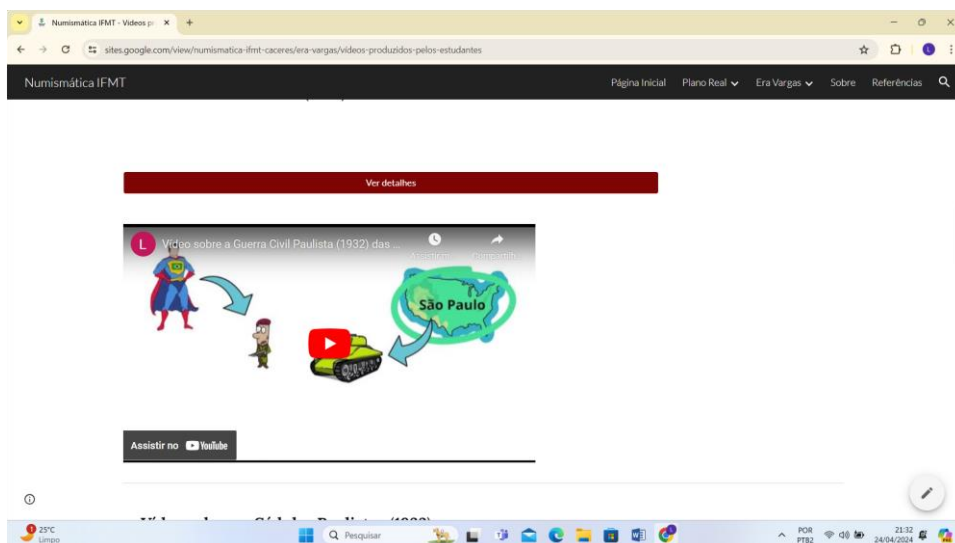 Numismática IFMT - Vídeos pr
sites.google.com/view/numismatica-ifmt-caceres/era-vargas/vídeos-produzidos-pelos-estudantes
Numismática IFMT
Página Inicial Plano Real Era Vargas Sobre Referências
Ver detalhes
L Vídeo sobre a Guerra Civil Paulista (1932) das ...
São Paulo
Assistir no YouTube
25°C
Limpo
Pesquisar
POR
PTB2
21:32
24/04/2024